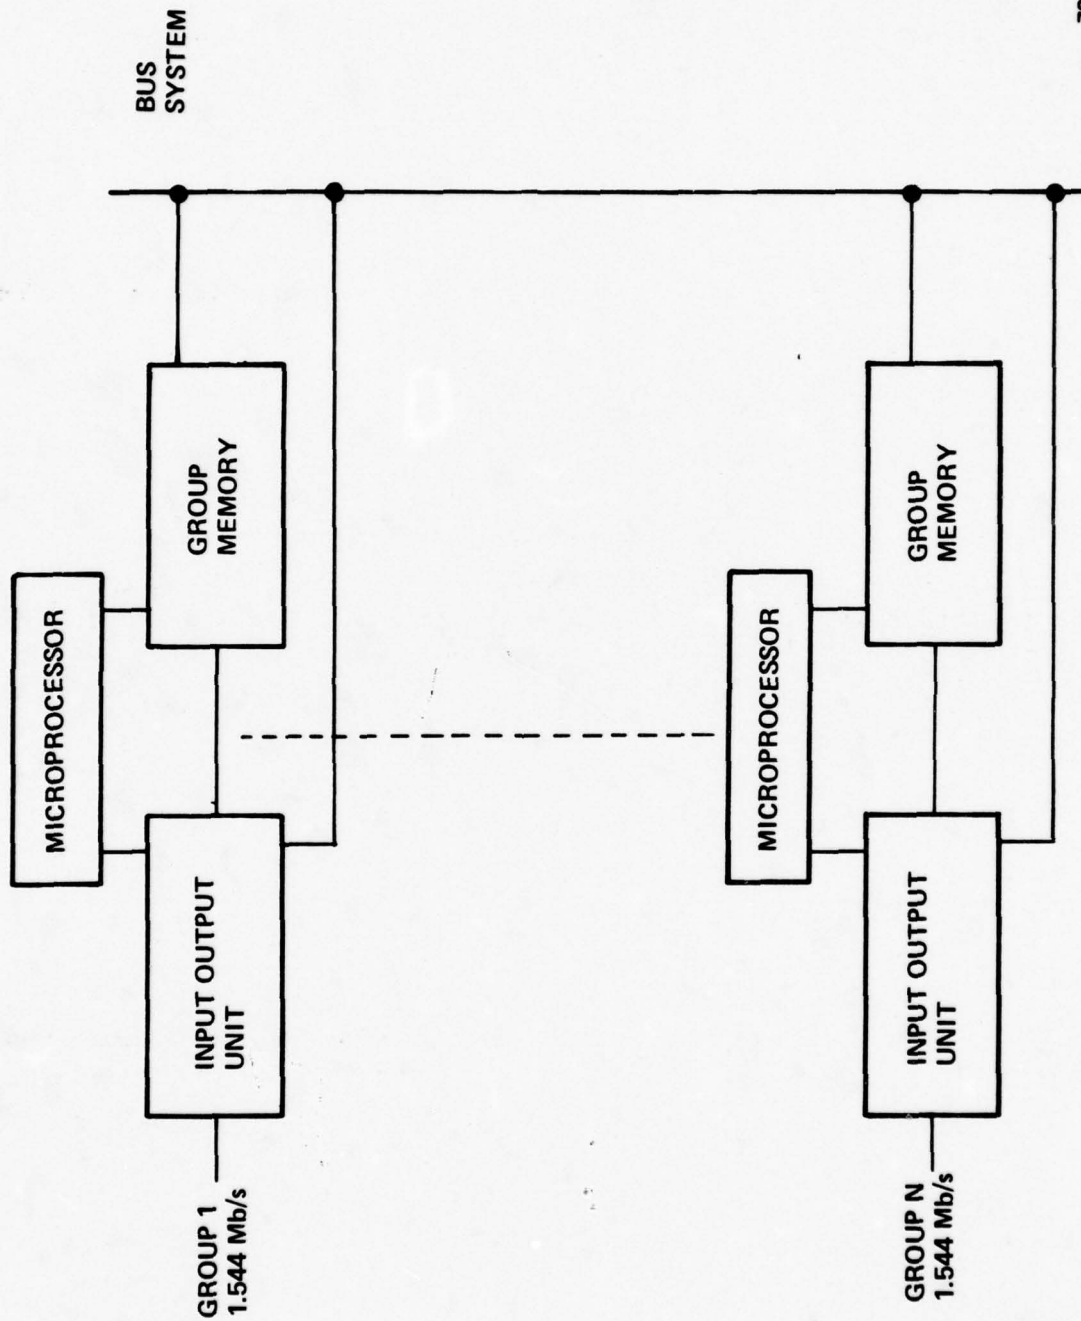 BUS
SYSTEM
MICROPROCESSOR
GROUP
MEMORY
INPUT OUTPUT
UNIT
GROUP 1
1.544 Mb/s
MICROPROCESSOR
GROUP
MEMORY
INPUT OUTPUT
UNIT
GROUP N
1.544 Mb/s